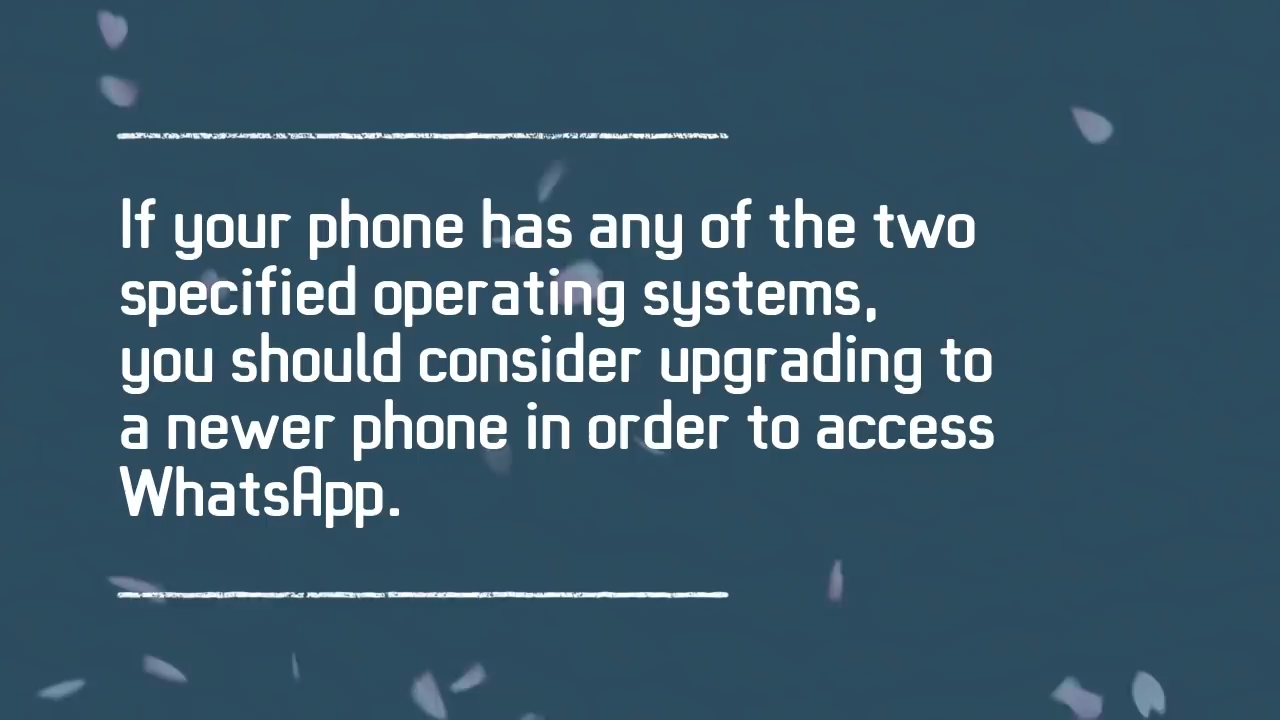 If your phone has any of the two
specified operating systems,
you should consider upgrading to
a newer phone in order to access
WhatsApp.